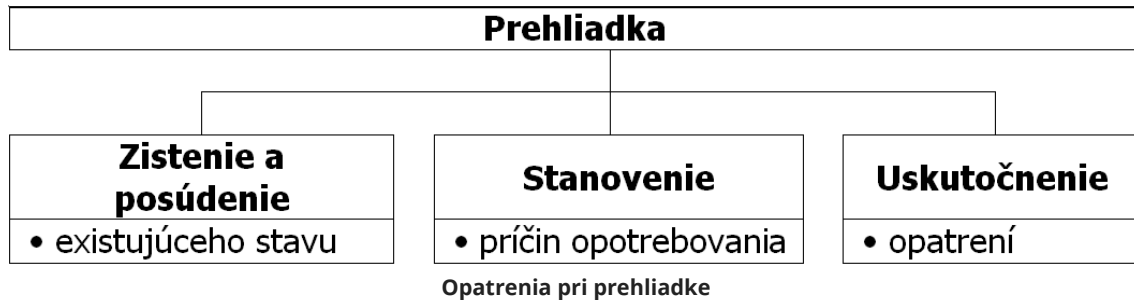 Prehliadka
Zistenie a
posúdenie
• existujúceho stavu
Stanovenie
• príčin opotrebovania
Uskutočnenie
• opatrení
Opatrenia pri prehliadke